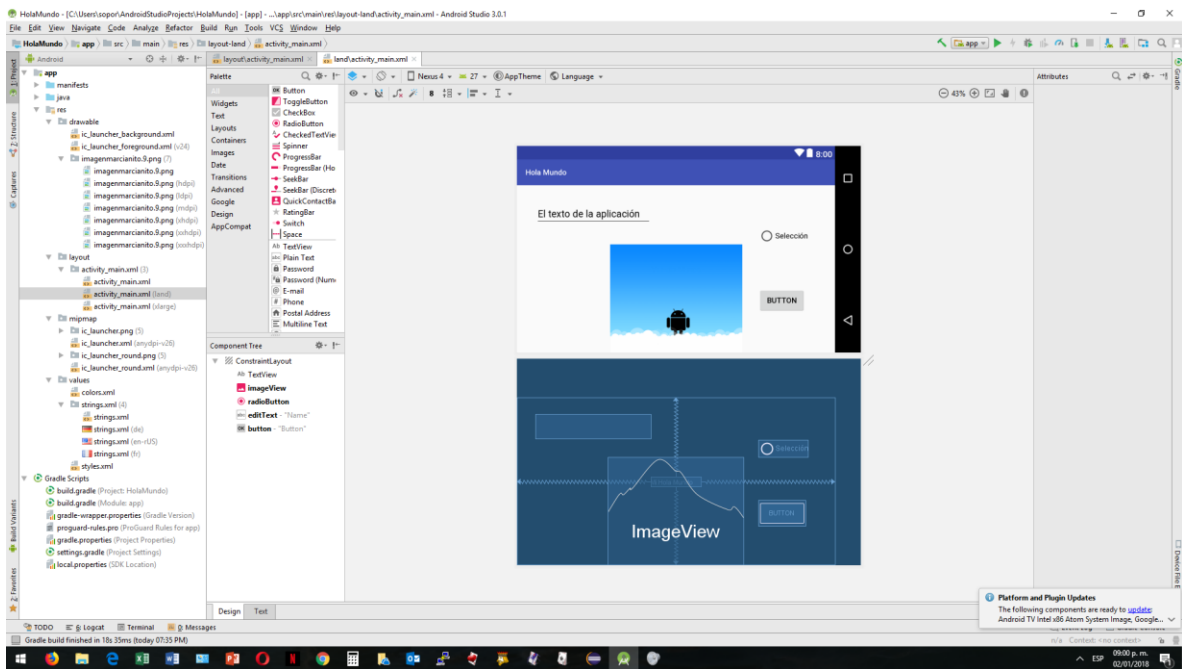 HolaMundo - [C:\Users\sopor\AndroidStudioProjects\HolaMundo] - [app] - ...\app\src\main\res\layout-land\activity_main.xml - Android Studio 3.0.1
File Edit View Navigate Code Analyze Refactor Build Run Tools VCS Window Help
HolaMundo app src main res layout-land activity_main.xml
app
Android
layout\activity_main.xml
land\activity_main.xml
1: Project
Z: Structure
Captures
Build Variants
2: Favorites
app
manifests
java
res
drawable
ic_launcher_background.xml
ic_launcher_foreground.xml (v24)
imagenmarcianito.9.png (7)
imagenmarcianito.9.png
imagenmarcianito.9.png (hdpi)
imagenmarcianito.9.png (ldpi)
imagenmarcianito.9.png (mdpi)
imagenmarcianito.9.png (xhdpi)
imagenmarcianito.9.png (xxhdpi)
imagenmarcianito.9.png (xxxhdpi)
layout
activity_main.xml (3)
activity_main.xml
activity_main.xml (land)
activity_main.xml (xlarge)
mipmap
ic_launcher.png (5)
ic_launcher.xml (anydpi-v26)
ic_launcher_round.png (5)
ic_launcher_round.xml (anydpi-v26)
values
colors.xml
strings.xml (4)
strings.xml
strings.xml (de)
strings.xml (en-rUS)
strings.xml (fr)
styles.xml
Gradle Scripts
build.gradle (Project: HolaMundo)
build.gradle (Module: app)
gradle-wrapper.properties (Gradle Version)
proguard-rules.pro (ProGuard Rules for app)
gradle.properties (Project Properties)
settings.gradle (Project Settings)
local.properties (SDK Location)
Palette
All
Widgets
Text
Layouts
Containers
Images
Date
Transitions
Advanced
Google
Design
AppCompat
Button
ToggleButton
CheckBox
RadioButton
CheckedTextVie
Spinner
ProgressBar
ProgressBar (Ho
SeekBar
SeekBar (Discret
QuickContactBa
RatingBar
Switch
Space
TextView
Plain Text
Password
Password (Num
E-mail
Phone
Postal Address
Multiline Text
Component Tree
ConstraintLayout
TextView
imageView
radioButton
editText - "Name"
button - "Button"
Nexus 4 27 AppTheme Language
43%
8:00
Hola Mundo
El texto de la aplicación
Selección
BUTTON
Selección
BUTTON
ImageView
Attributes
Gradle
Device File E
Design Text
Platform and Plugin Updates
The following components are ready to update:
Android TV Intel x86 Atom System Image, Google...
TODO 6: Logcat Terminal 0: Messages
Gradle build finished in 18s 35ms (today 07:35 PM)
n/a Context: <no context>
ESP
09:00 p. m.
02/01/2018